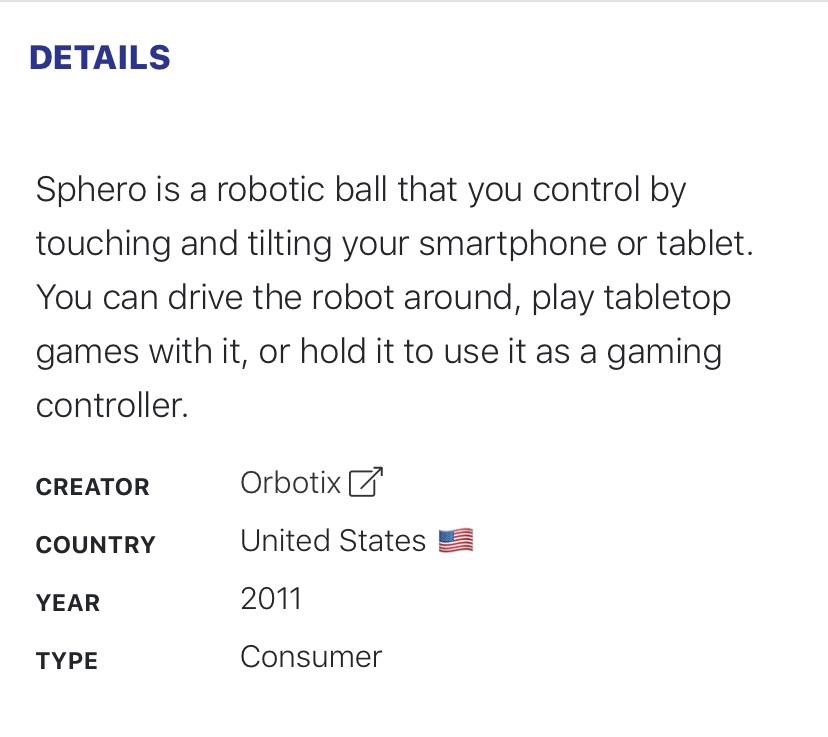 DETAILS
Sphero is a robotic ball that you control by
touching and tilting your smartphone or tablet.
You can drive the robot around, play tabletop
games with it, or hold it to use it as a gaming
controller.
CREATOR Orbotix
COUNTRY United States 🇺🇸
YEAR 2011
TYPE Consumer